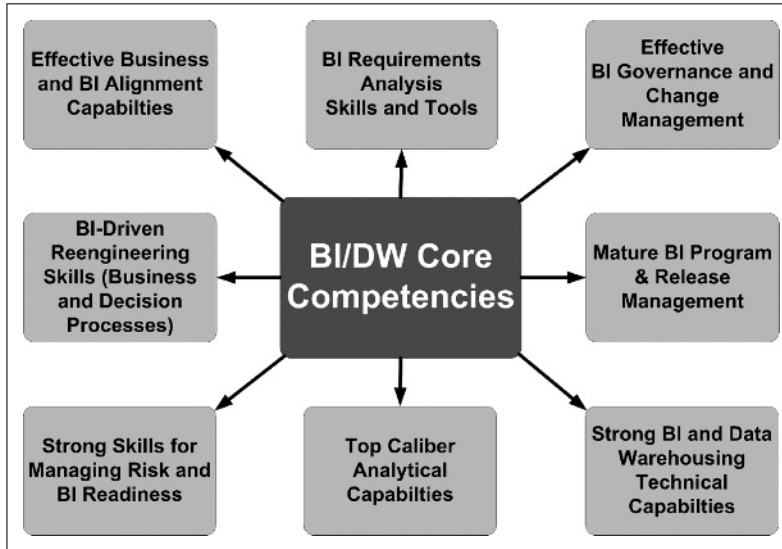 Effective Business
and BI Alignment
Capabilties
BI Requirements
Analysis
Skills and Tools
Effective
BI Governance and
Change
Management
BI-Driven
Reengineering
Skills (Business
and Decision
Processes)
BI/DW Core
Competencies
Mature BI Program
& Release
Management
Strong Skills for
Managing Risk and
BI Readiness
Top Caliber
Analytical
Capabilties
Strong BI and Data
Warehousing
Technical
Capabilties